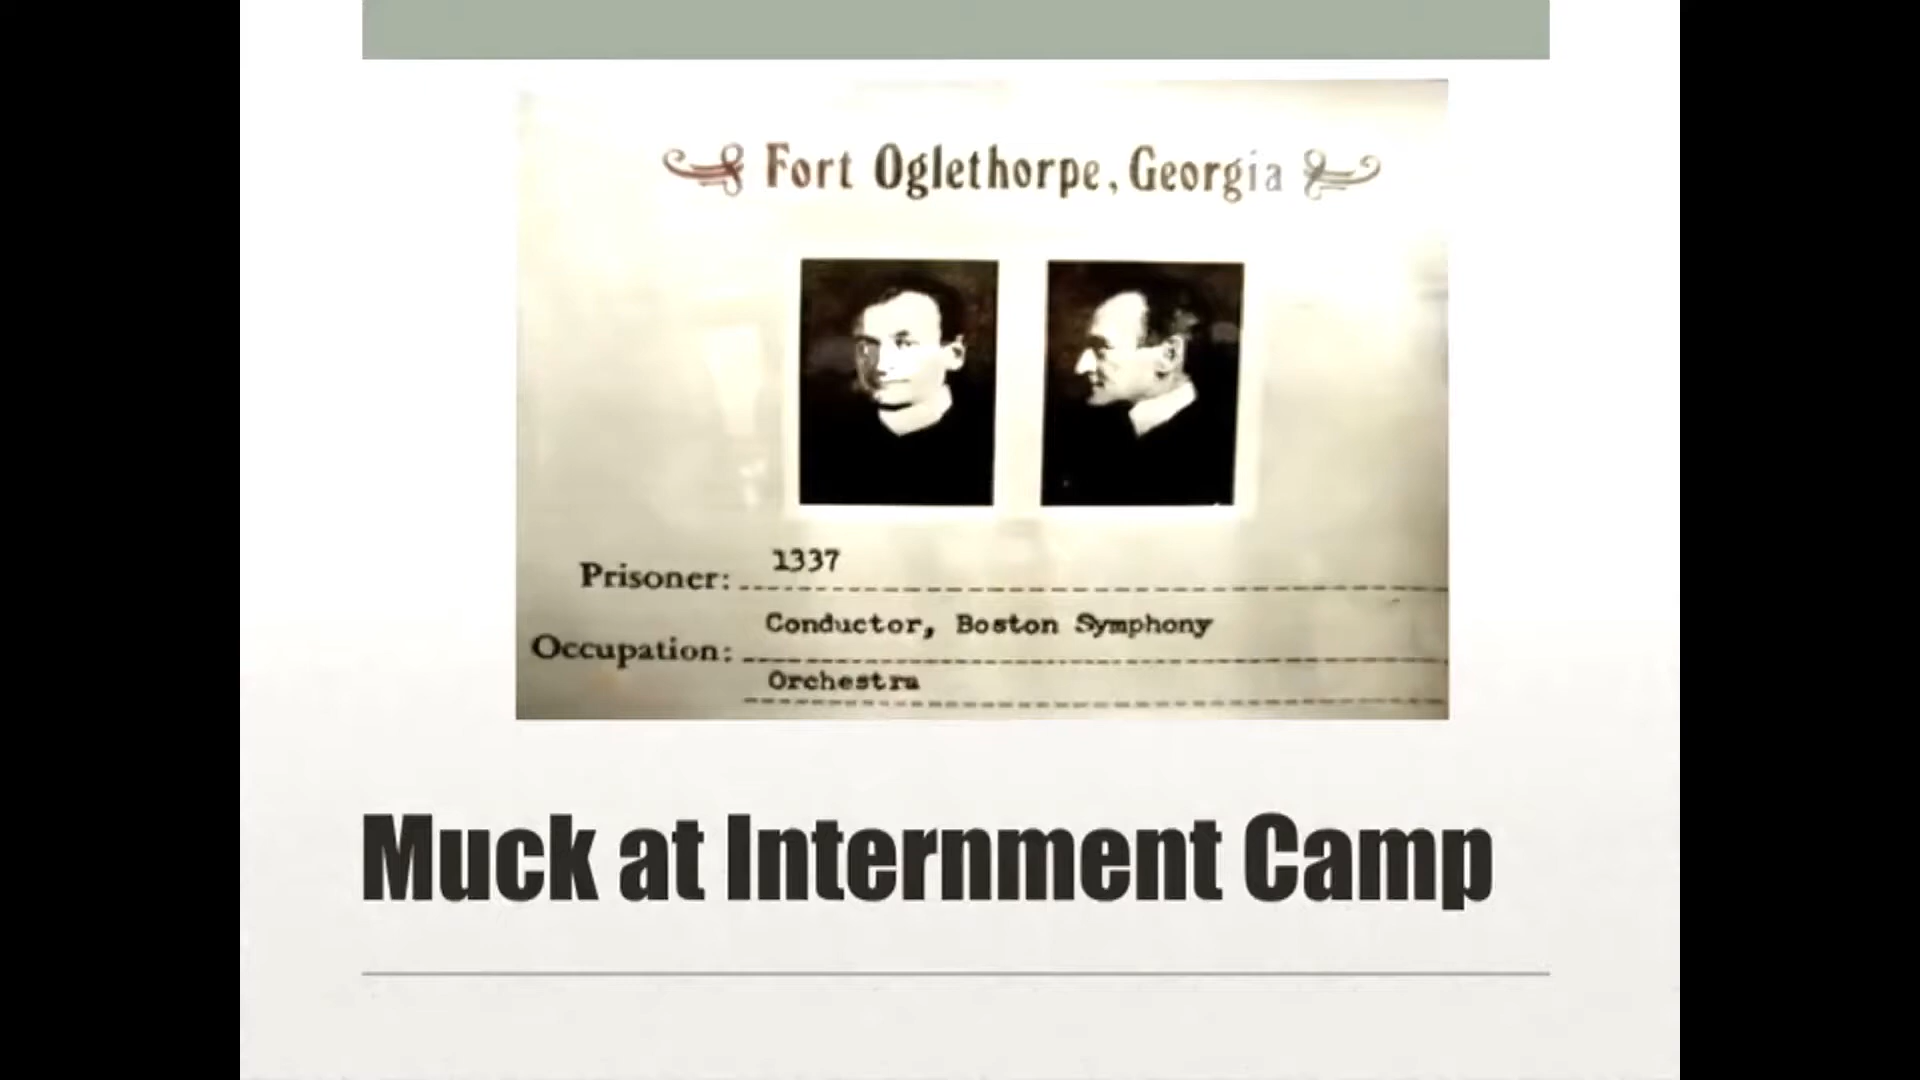 Fort Oglethorpe, Georgia
Prisoner: 1337
Occupation: Conductor, Boston Symphony
Orchestra
Muck at Internment Camp